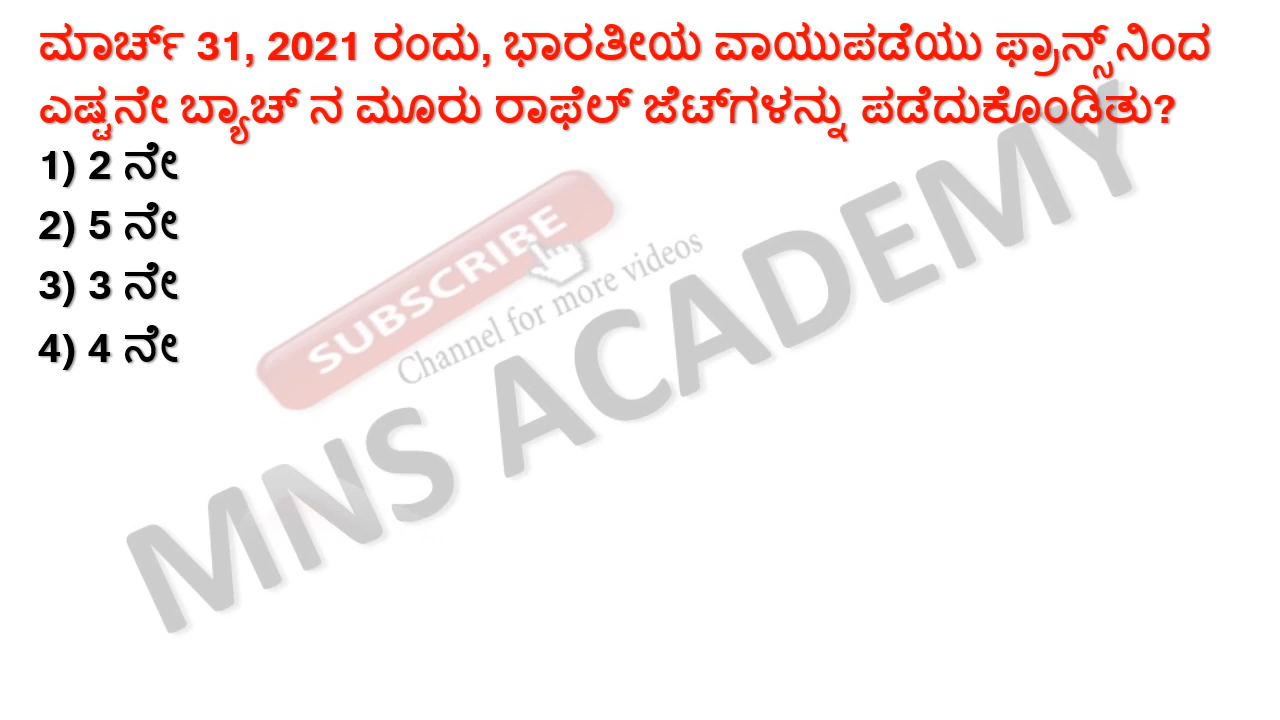 ಮಾರ್ಚ್ 31, 2021 ರಂದು, ಭಾರತೀಯ ವಾಯುಪಡೆಯು ಫ್ರಾನ್ಸ್‌ನಿಂದ
ಎಷ್ಟನೇ ಬ್ಯಾಚ್ ನ ಮೂರು ರಾಫೆಲ್ ಜೆಟ್‌ಗಳನ್ನು ಪಡೆದುಕೊಂಡಿತು?
1) 2 ನೇ
2) 5 ನೇ
3) 3 ನೇ
4) 4 ನೇ
SUBSCRIBE
Channel for more videos
MNS ACADEMY